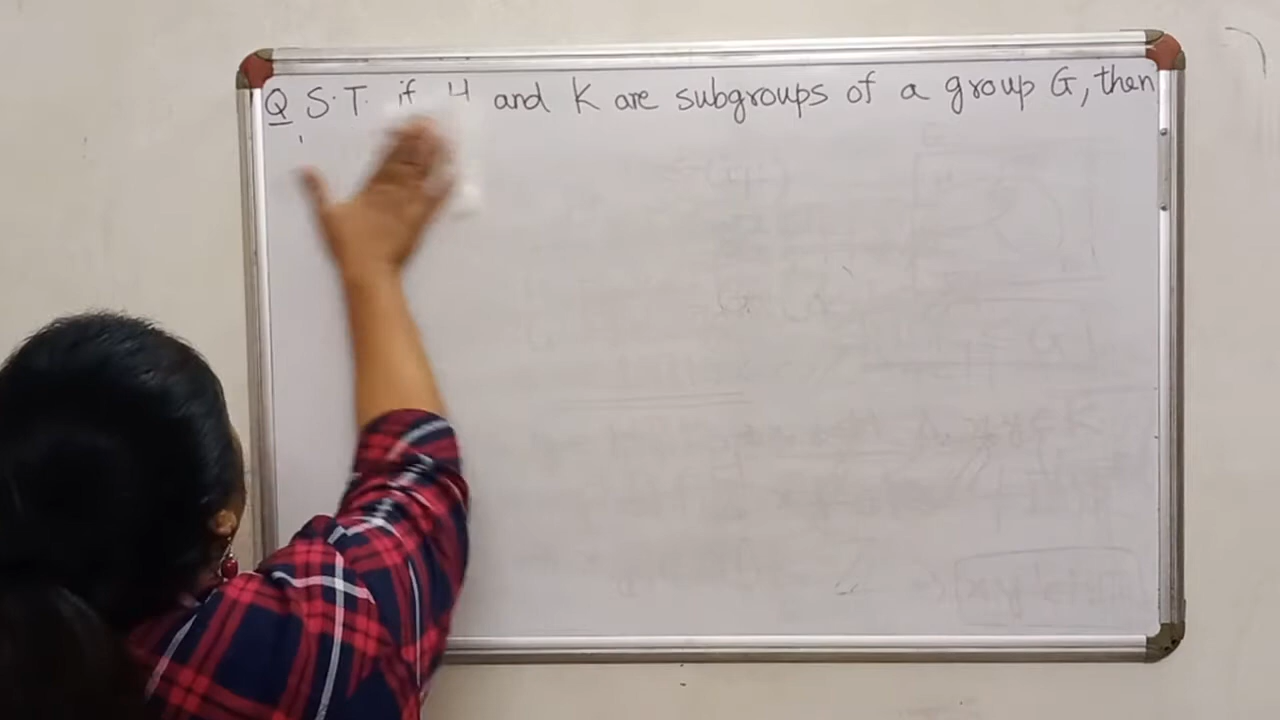 Q S.T. if H and K are subgroups of a group G, then